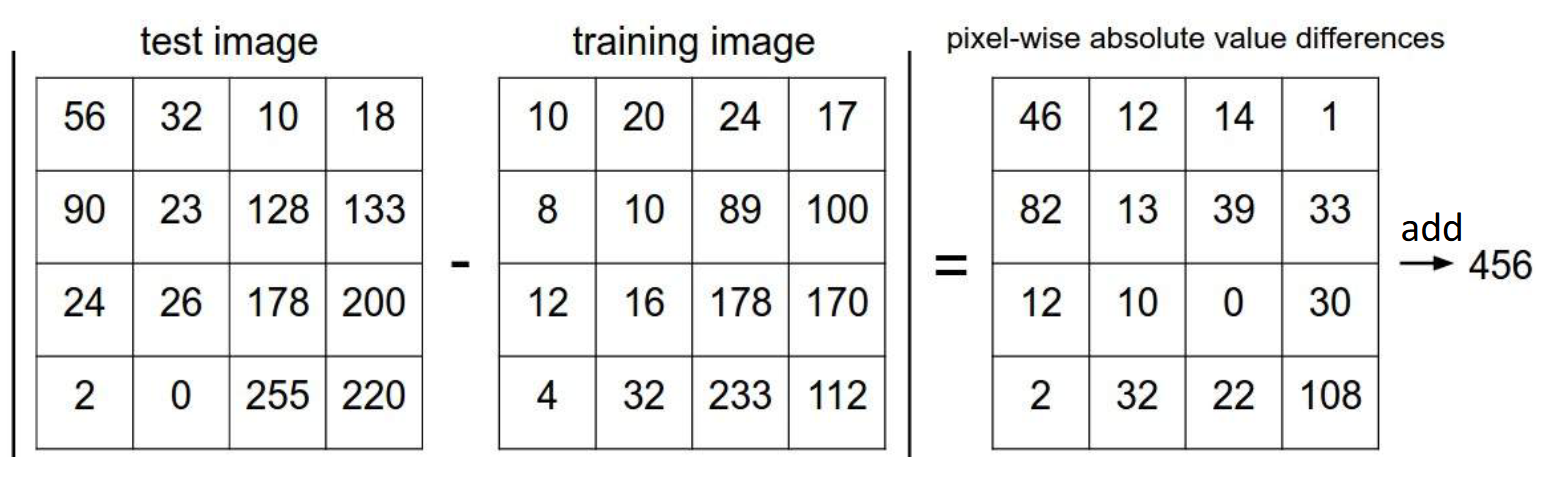 test image training image pixel-wise absolute value differences
56 32 10 18 10 20 24 17 46 12 14 1
90 23 128 133 8 10 89 100 82 13 39 33
add
- = 456
24 26 178 200 12 16 178 170 12 10 0 30
2 0 255 220 4 32 233 112 2 32 22 108